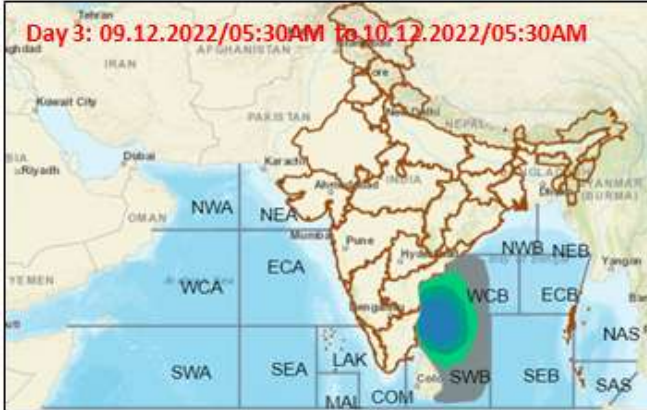 Tehran
Day 3: 09.12.2022/05:30AM to 10.12.2022/05:30AM
AFGHANISTAN
IRAN
Kuwait City
PAKISTAN
New Delhi
NEPAL
Riyadh
Dubai
Karachi
Ahmedabad
INDIA
MYANMAR
(BURMA)
OMAN
NWA
NEA
Mumbai
Pune
Hyderabad
NWB
NEB
YEMEN
WCA
ECA
Yangon
WCB
ECB
Bengaluru
NAS
SWA
SEA
LAK
SWB
SEB
SAS
MAL
COM